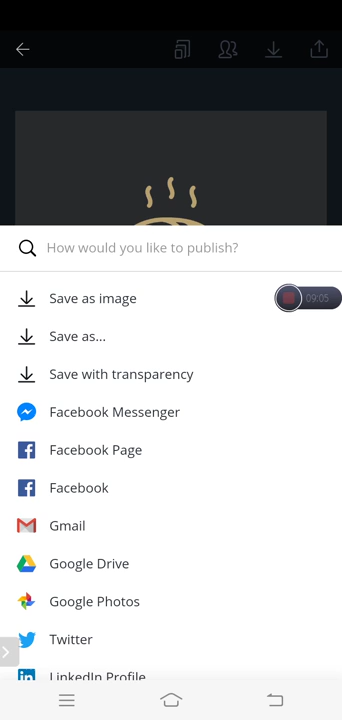 How would you like to publish?
Save as image
09:05
Save as...
Save with transparency
Facebook Messenger
Facebook Page
Facebook
Gmail
Google Drive
Google Photos
Twitter
LinkedIn Profile